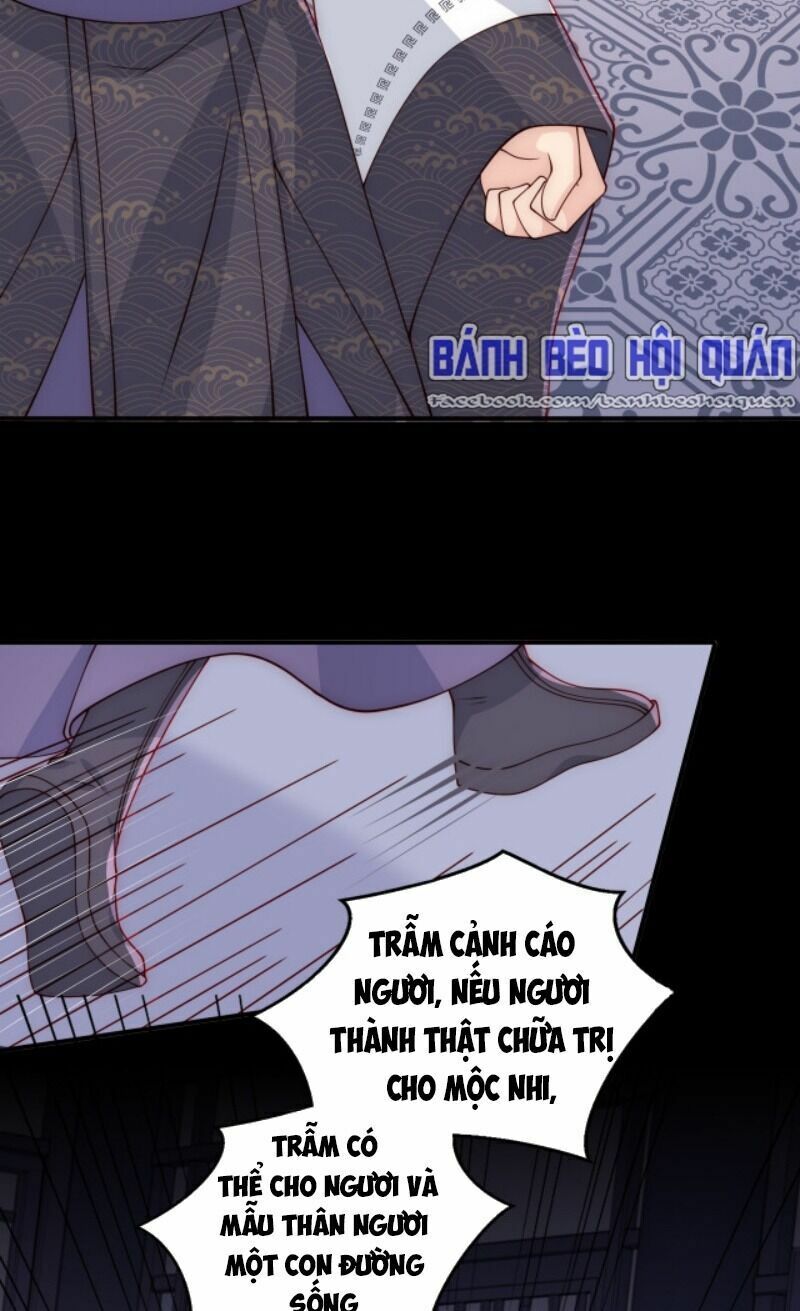 BÁNH BÈO HỘI QUÁN
Facebook.com/banhbeohoiquan
TRẪM CẢNH CÁO
NGƯƠI, NẾU NGƯƠI
THÀNH THẬT CHỮA TRỊ
CHO MỘC NHI,
TRẪM CÓ
THỂ CHO NGƯƠI VÀ
MẪU THÂN NGƯƠI
MỘT CON ĐƯỜNG
SỐNG